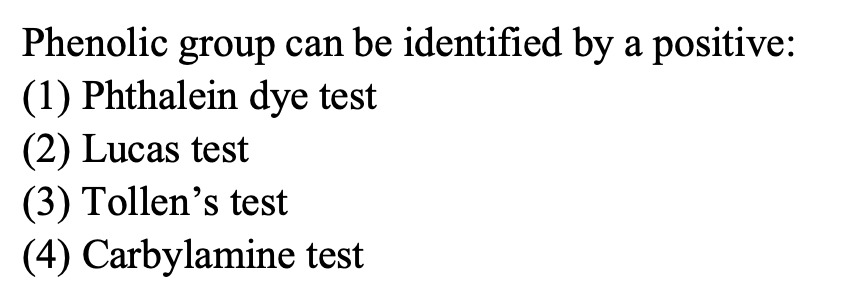 Phenolic group can be identified by a positive:
(1) Phthalein dye test
(2) Lucas test
(3) Tollen’s test
(4) Carbylamine test